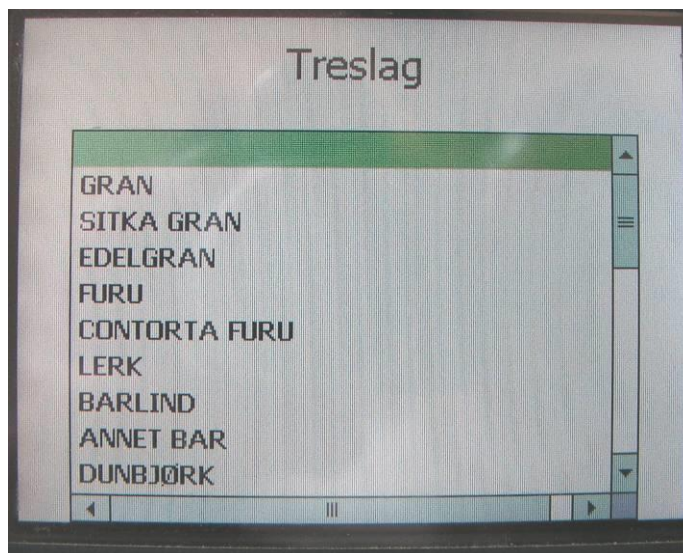 Treslag
GRAN
SITKA GRAN
EDELGRAN
FURU
CONTORTA FURU
LERK
BARLIND
ANNET BAR
DUNBJØRK